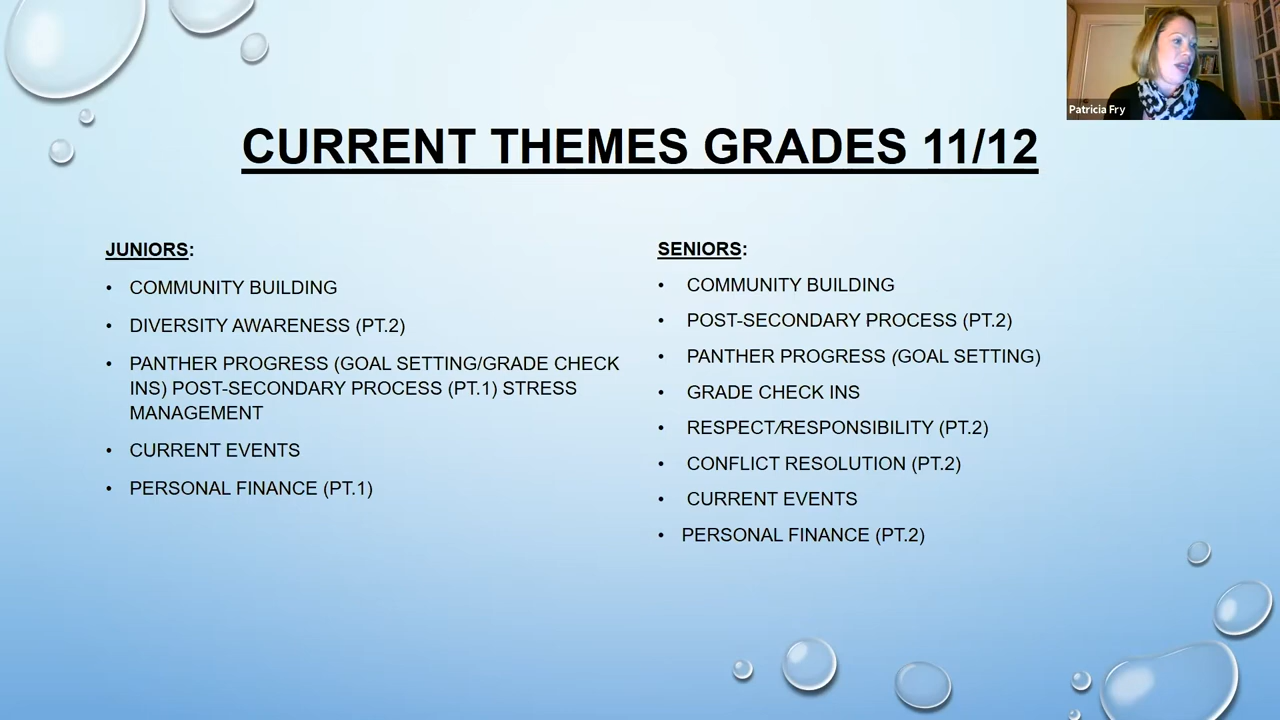 Patricia Fry
CURRENT THEMES GRADES 11/12
JUNIORS:
• COMMUNITY BUILDING
• DIVERSITY AWARENESS (PT.2)
• PANTHER PROGRESS (GOAL SETTING/GRADE CHECK
INS) POST-SECONDARY PROCESS (PT.1) STRESS
MANAGEMENT
• CURRENT EVENTS
• PERSONAL FINANCE (PT.1)
SENIORS:
• COMMUNITY BUILDING
• POST-SECONDARY PROCESS (PT.2)
• PANTHER PROGRESS (GOAL SETTING)
• GRADE CHECK INS
• RESPECT/RESPONSIBILITY (PT.2)
• CONFLICT RESOLUTION (PT.2)
• CURRENT EVENTS
• PERSONAL FINANCE (PT.2)